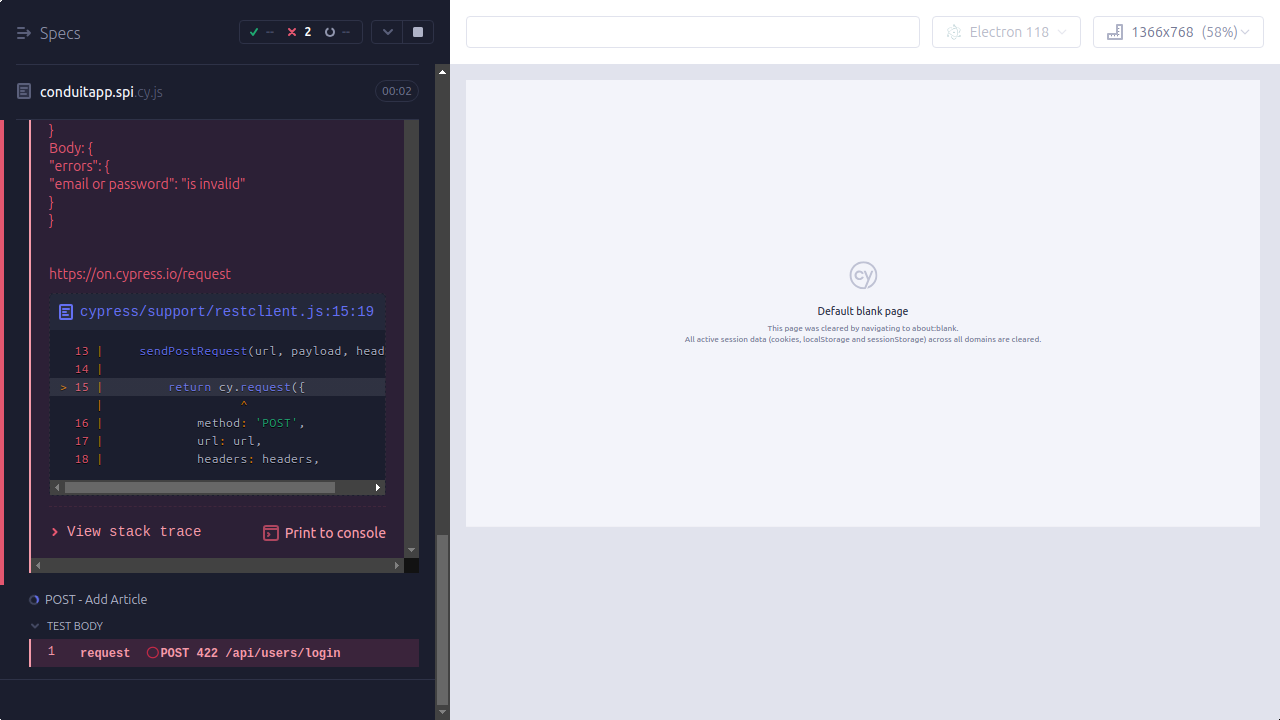 Specs
--
2
--
Electron 118
1366x768 (58%)
conduitapp.spi.cy.js
00:02
}
Body: {
"errors": {
"email or password": "is invalid"
}
}
https://on.cypress.io/request
cypress/support/restclient.js:15:19
13 | sendPostRequest(url, payload, head
14 |
> 15 | return cy.request({
| ^
16 | method: 'POST',
17 | url: url,
18 | headers: headers,
View stack trace
Print to console
POST - Add Article
TEST BODY
1 request POST 422 /api/users/login
cy
Default blank page
This page was cleared by navigating to about:blank.
All active session data (cookies, localStorage and sessionStorage) across all domains are cleared.